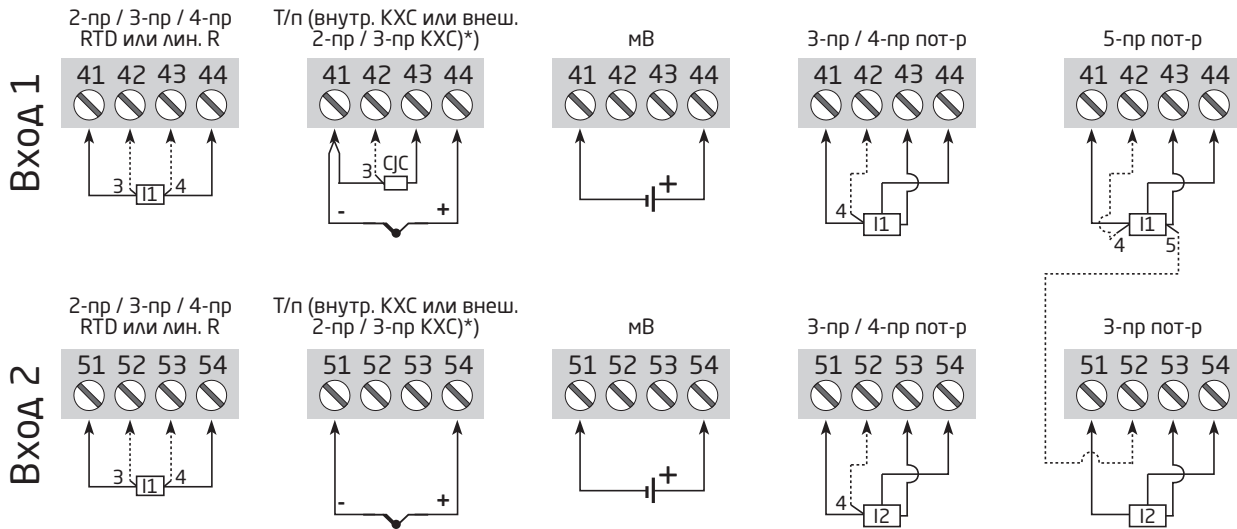 2-пр / 3-пр / 4-пр
RTD или лин. R
Т/п (внутр. КХС или внеш.
2-пр / 3-пр КХС)*)
мВ
3-пр / 4-пр пот-р
5-пр пот-р
Вход 1
41 42 43 44
41 42 43 44
41 42 43 44
41 42 43 44
41 42 43 44
3 I1 4
3 CJC
- +
+
4 I1
I1
4 5
2-пр / 3-пр / 4-пр
RTD или лин. R
Т/п (внутр. КХС или внеш.
2-пр / 3-пр КХС)*)
мВ
3-пр / 4-пр пот-р
3-пр пот-р
Вход 2
51 52 53 54
51 52 53 54
51 52 53 54
51 52 53 54
51 52 53 54
3 I1 4
- +
+
4 I2
I2